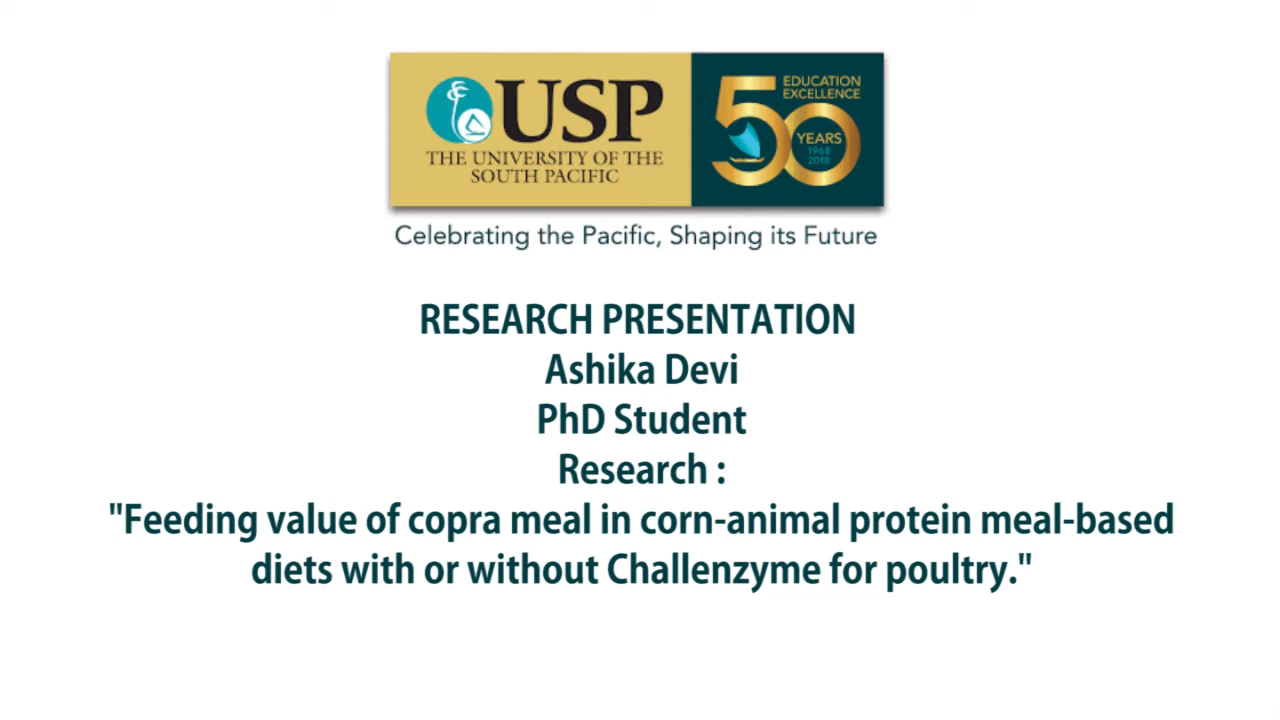 USP
THE UNIVERSITY OF THE
SOUTH PACIFIC
50
EDUCATION
EXCELLENCE
YEARS
1968
2018
Celebrating the Pacific, Shaping its Future
RESEARCH PRESENTATION
Ashika Devi
PhD Student
Research :
"Feeding value of copra meal in corn-animal protein meal-based
diets with or without Challenzyme for poultry."